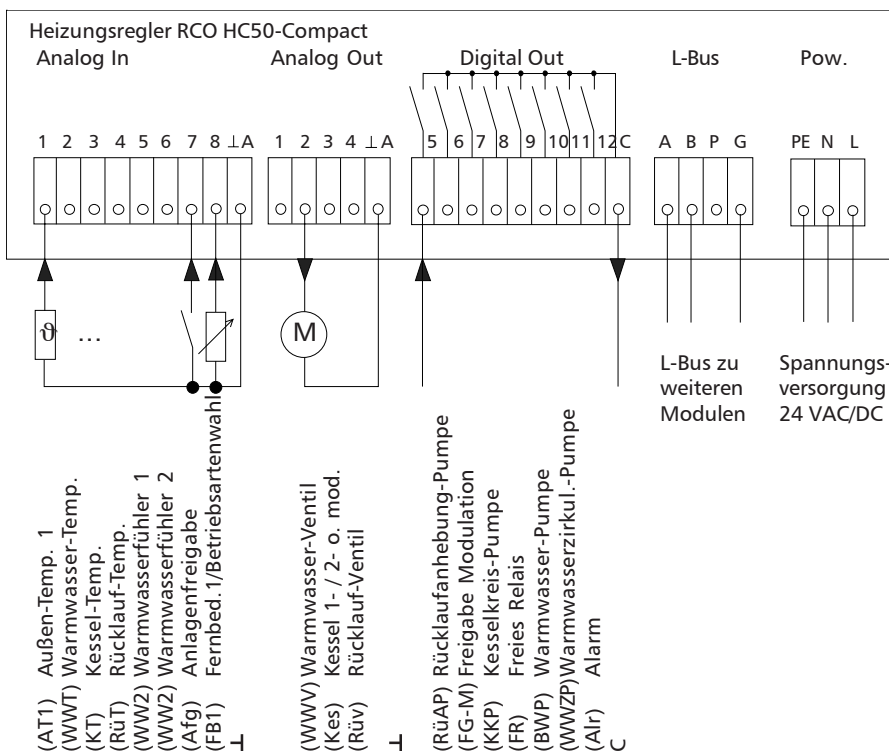 Heizungsregler RCO HC50-Compact
Analog In Analog Out Digital Out L-Bus Pow.
1 2 3 4 5 6 7 8 ⊥ A 1 2 3 4 ⊥ A 5 6 7 8 9 10 11 12 C A B P G PE N L
ϑ ... M
L-Bus zu
weiteren
Modulen
Spannungs-
versorgung
24 VAC/DC
(AT1) Außen-Temp. 1
(WWT) Warmwasser-Temp.
(KT) Kessel-Temp.
(RüT) Rücklauf-Temp.
(WW2) Warmwasserfühler 1
(WW2) Warmwasserfühler 2
(Afg) Anlagenfreigabe
(FB1) Fernbed.1/Betriebsartenwahl
⊥
(WWV) Warmwasser-Ventil
(Kes) Kessel 1- / 2- o. mod.
(Rüv) Rücklauf-Ventil
⊥
(RüAP) Rücklaufanhebung-Pumpe
(FG-M) Freigabe Modulation
(KKP) Kesselkreis-Pumpe
(FR) Freies Relais
(BWP) Warmwasser-Pumpe
(WWZP) Warmwasserzirkul.-Pumpe
(Alr) Alarm
C